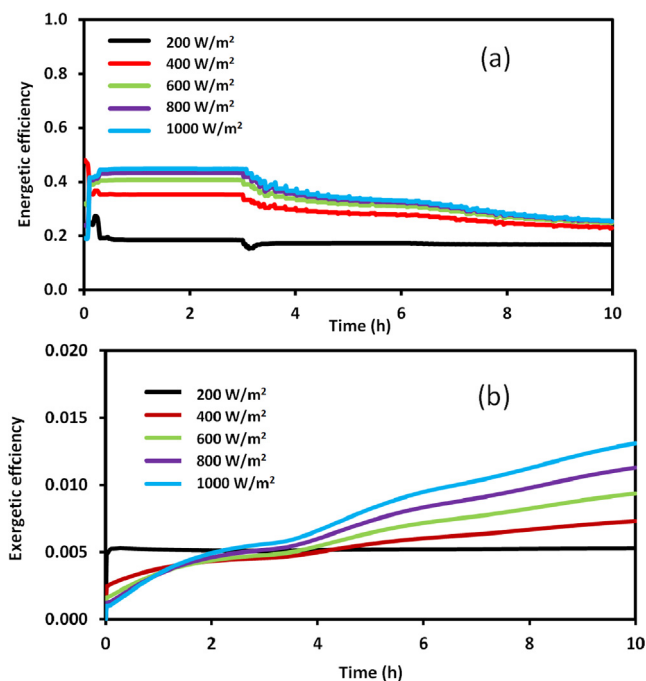 1.0
0.8
0.6
0.4
0.2
0.0
Energetic efficiency
200 W/m²
400 W/m²
600 W/m²
800 W/m²
1000 W/m²
(a)
0 2 4 6 8 10
Time (h)
0.020
0.015
0.010
0.005
0.000
Exergetic effciency
200 W/m²
400 W/m²
600 W/m²
800 W/m²
1000 W/m²
(b)
0 2 4 6 8 10
Time (h)